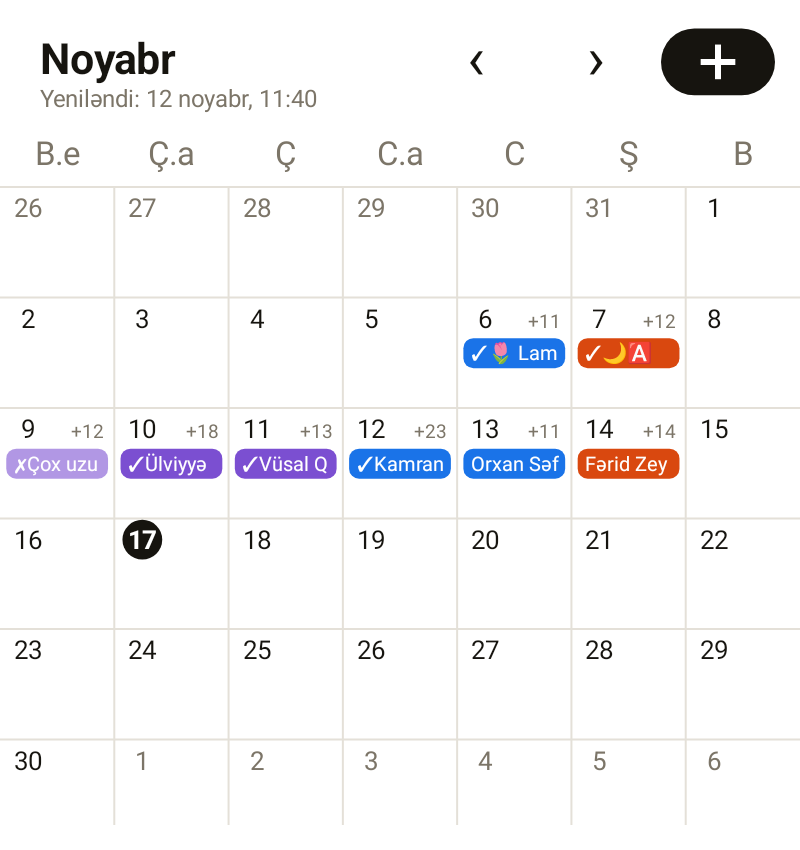 Noyabr ‹ › +
Yeniləndi: 12 noyabr, 11:40
B.e Ç.a Ç C.a C Ş B
26 27 28 29 30 31 1
2 3 4 5 6 +11 7 +12 8
✓🌷 Lam ✓🌙🅰
9 +12 10 +18 11 +13 12 +23 13 +11 14 +14 15
✗Çox uzu ✓Ülviyyə ✓Vüsal Q ✓Kamran Orxan Səf Fərid Zey
16 17 18 19 20 21 22
23 24 25 26 27 28 29
30 1 2 3 4 5 6